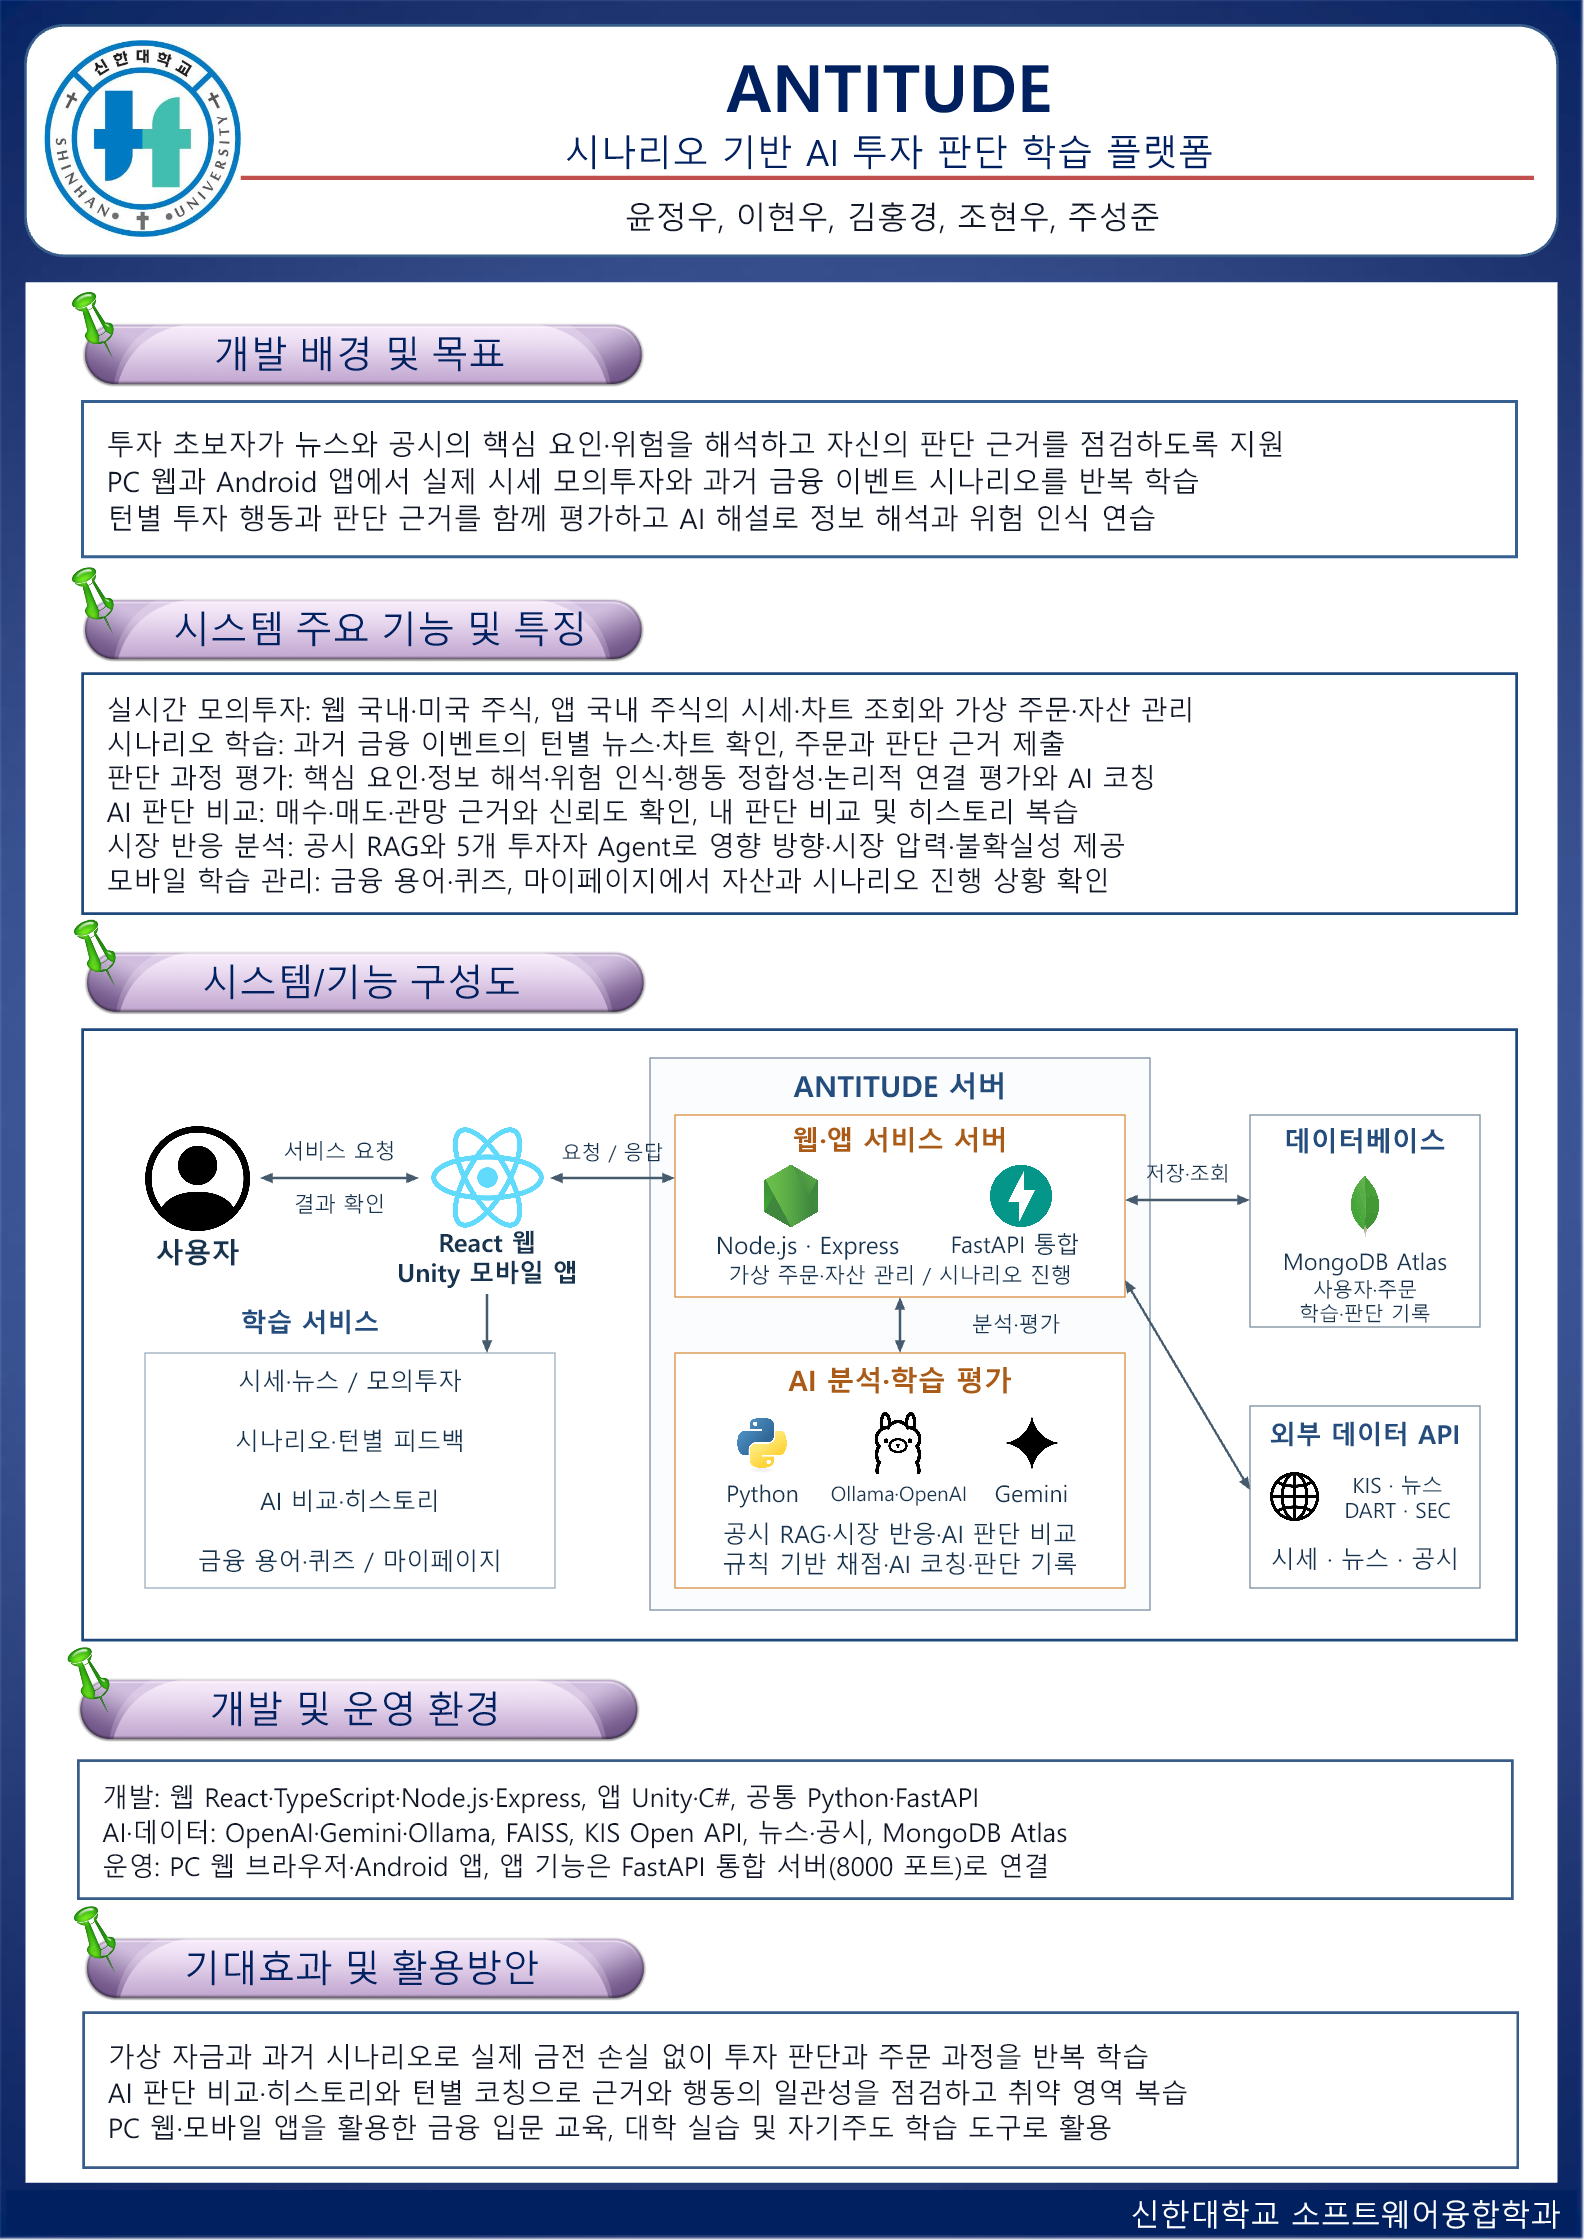 신한대학교
SHINHAN UNIVERSITY
ANTITUDE
시나리오 기반 AI 투자 판단 학습 플랫폼
윤정우, 이현우, 김홍경, 조현우, 주성준
개발 배경 및 목표
투자 초보자가 뉴스와 공시의 핵심 요인·위험을 해석하고 자신의 판단 근거를 점검하도록 지원
PC 웹과 Android 앱에서 실제 시세 모의투자와 과거 금융 이벤트 시나리오를 반복 학습
턴별 투자 행동과 판단 근거를 함께 평가하고 AI 해설로 정보 해석과 위험 인식 연습
시스템 주요 기능 및 특징
실시간 모의투자: 웹 국내·미국 주식, 앱 국내 주식의 시세·차트 조회와 가상 주문·자산 관리
시나리오 학습: 과거 금융 이벤트의 턴별 뉴스·차트 확인, 주문과 판단 근거 제출
판단 과정 평가: 핵심 요인·정보 해석·위험 인식·행동 정합성·논리적 연결 평가와 AI 코칭
AI 판단 비교: 매수·매도·관망 근거와 신뢰도 확인, 내 판단 비교 및 히스토리 복습
시장 반응 분석: 공시 RAG와 5개 투자자 Agent로 영향 방향·시장 압력·불확실성 제공
모바일 학습 관리: 금융 용어·퀴즈, 마이페이지에서 자산과 시나리오 진행 상황 확인
시스템/기능 구성도
사용자
서비스 요청
결과 확인
React 웹
Unity 모바일 앱
요청 / 응답
학습 서비스
시세·뉴스 / 모의투자
시나리오·턴별 피드백
AI 비교·히스토리
금융 용어·퀴즈 / 마이페이지
ANTITUDE 서버
웹·앱 서비스 서버
Node.js · Express
FastAPI 통합
가상 주문·자산 관리 / 시나리오 진행
분석·평가
AI 분석·학습 평가
Python
Ollama·OpenAI
Gemini
공시 RAG·시장 반응·AI 판단 비교
규칙 기반 채점·AI 코칭·판단 기록
저장·조회
데이터베이스
MongoDB Atlas
사용자·주문
학습·판단 기록
외부 데이터 API
KIS · 뉴스
DART · SEC
시세 · 뉴스 · 공시
개발 및 운영 환경
개발: 웹 React·TypeScript·Node.js·Express, 앱 Unity·C#, 공통 Python·FastAPI
AI·데이터: OpenAI·Gemini·Ollama, FAISS, KIS Open API, 뉴스·공시, MongoDB Atlas
운영: PC 웹 브라우저·Android 앱, 앱 기능은 FastAPI 통합 서버(8000 포트)로 연결
기대효과 및 활용방안
가상 자금과 과거 시나리오로 실제 금전 손실 없이 투자 판단과 주문 과정을 반복 학습
AI 판단 비교·히스토리와 턴별 코칭으로 근거와 행동의 일관성을 점검하고 취약 영역 복습
PC 웹·모바일 앱을 활용한 금융 입문 교육, 대학 실습 및 자기주도 학습 도구로 활용
신한대학교 소프트웨어융합학과